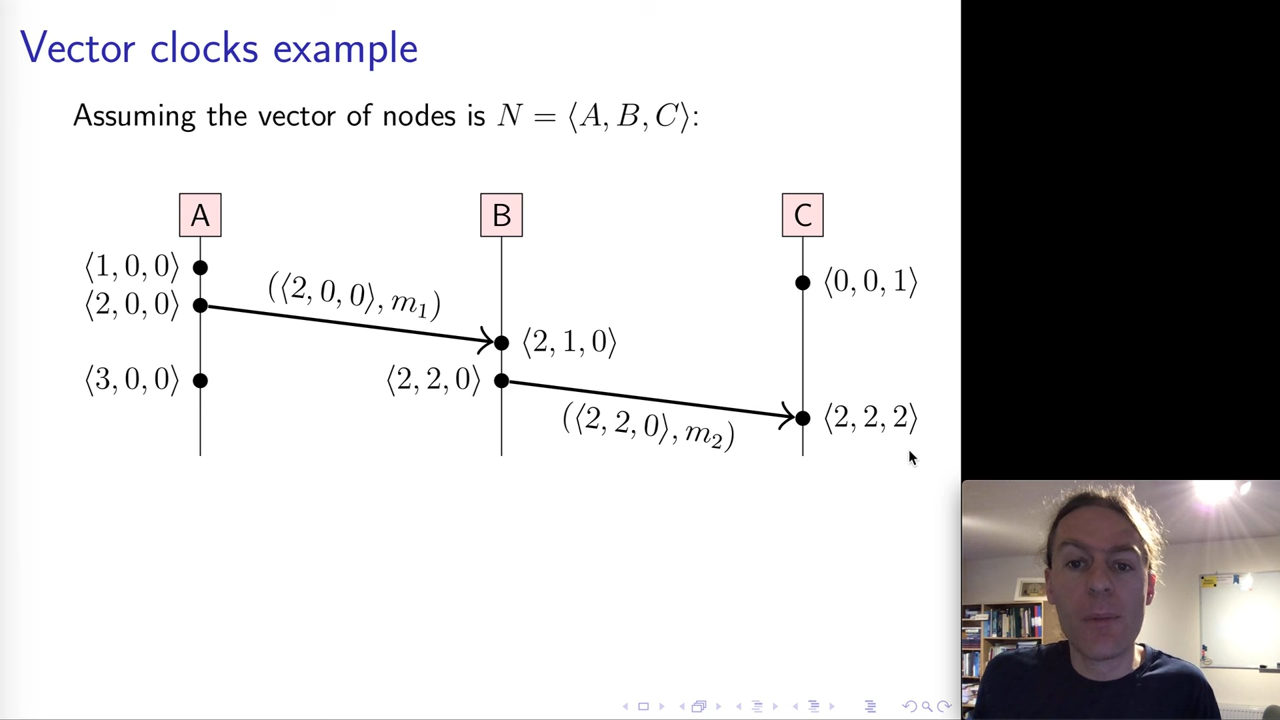 Vector clocks example
Assuming the vector of nodes is N = ⟨A, B, C⟩:
A
B
C
⟨1, 0, 0⟩
⟨2, 0, 0⟩
(⟨2, 0, 0⟩, m₁)
⟨0, 0, 1⟩
⟨2, 1, 0⟩
⟨3, 0, 0⟩
⟨2, 2, 0⟩
(⟨2, 2, 0⟩, m₂)
⟨2, 2, 2⟩